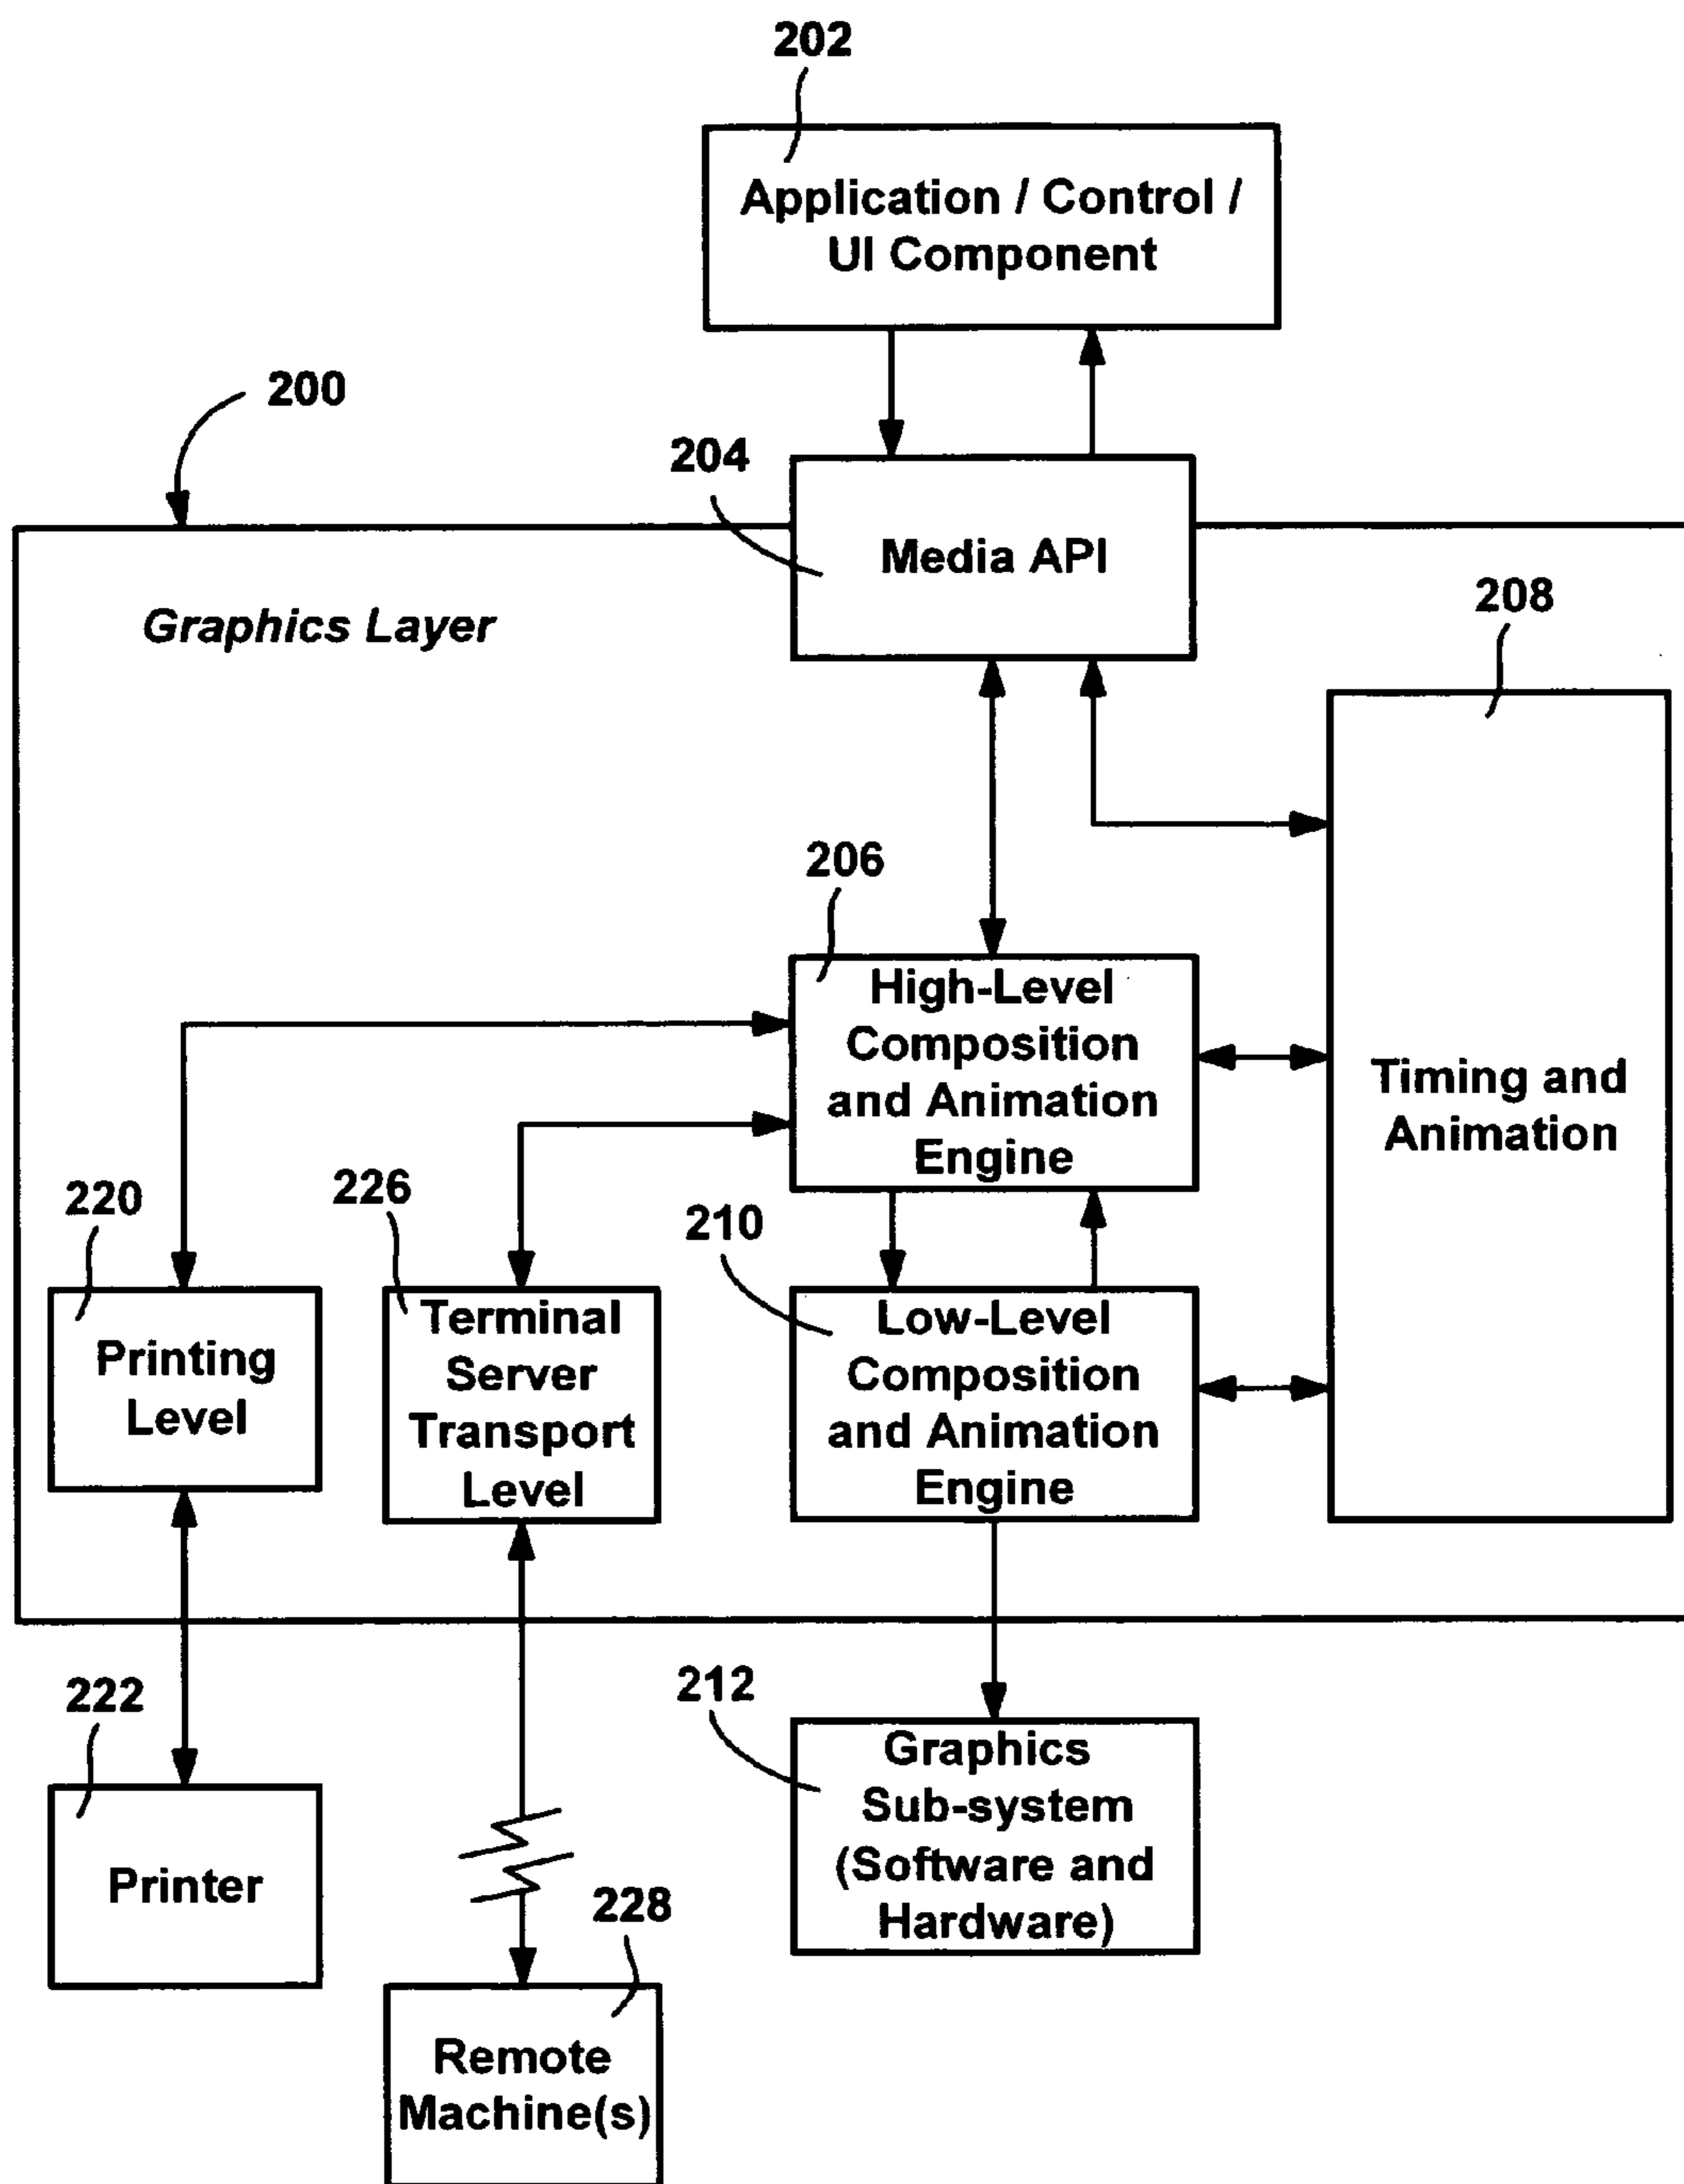 202
Application / Control /
UI Component
200
204
Media API
Graphics Layer
208
206
High-Level
Composition
and Animation
Engine
Timing and
Animation
220
226
210
Printing
Level
Terminal
Server
Transport
Level
Low-Level
Composition
and Animation
Engine
222
212
Printer
Graphics
Sub-system
(Software and
Hardware)
228
Remote
Machine(s)